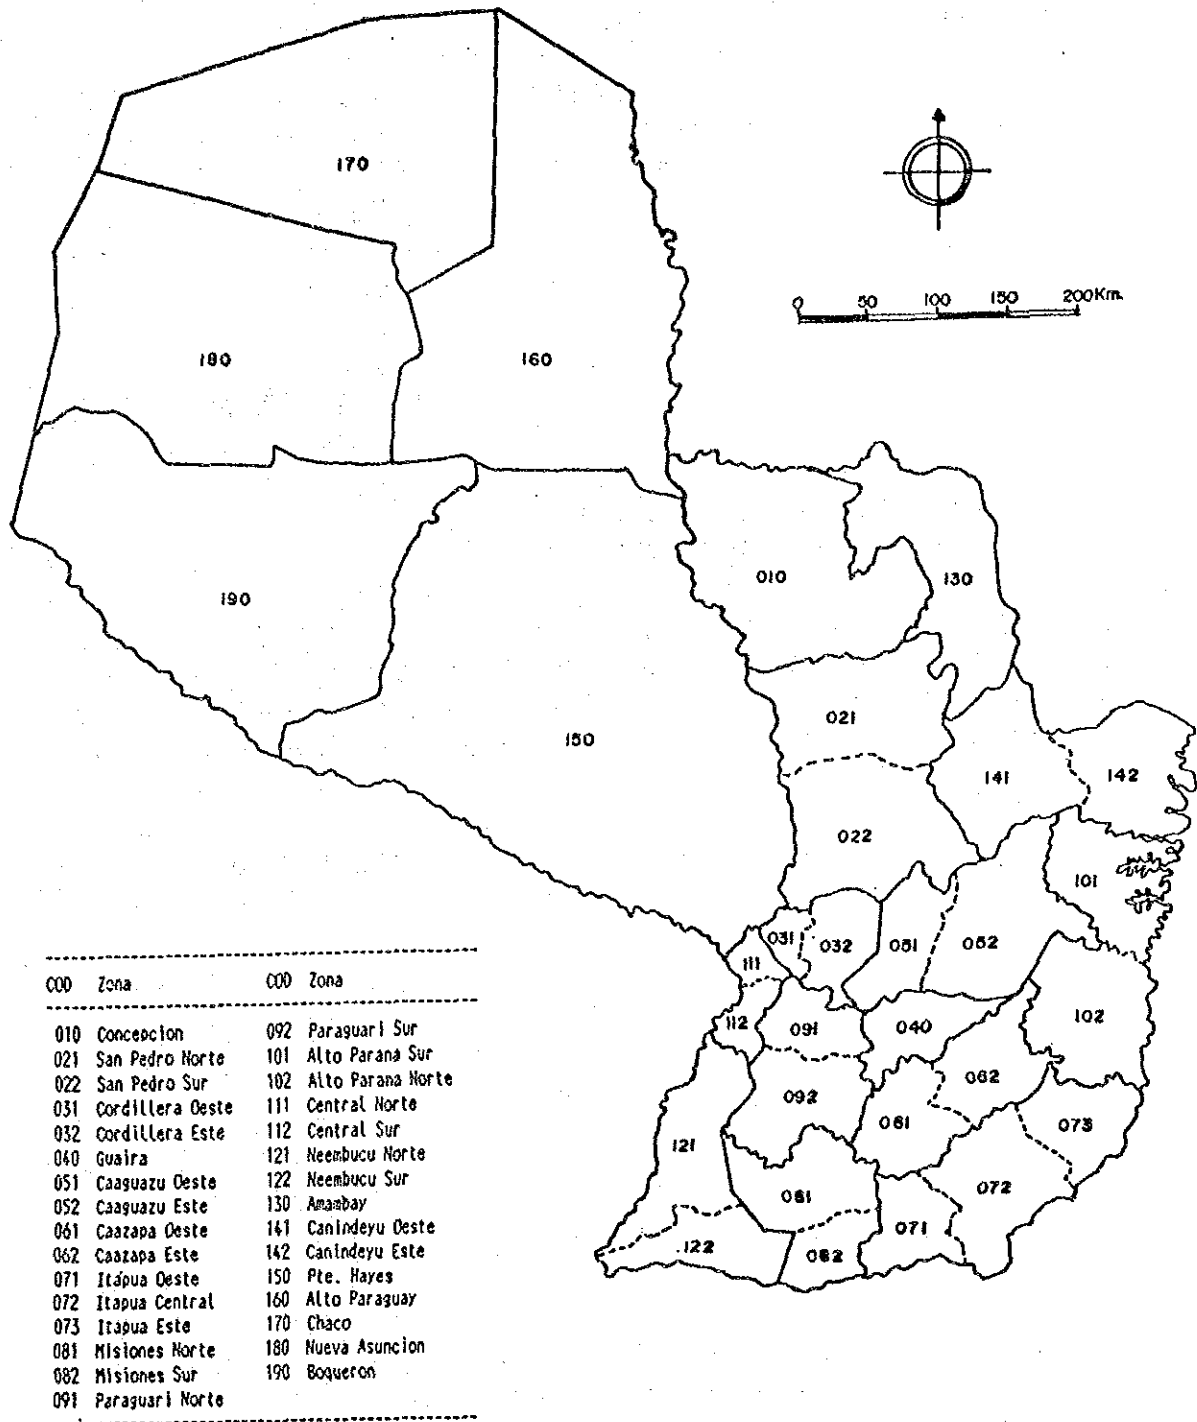 170
0 50 100 150 200Km.
180
160
010
130
190
021
150
141
142
022
101
031
032
051
052
111
112
091
040
102
092
062
061
073
121
081
072
122
082
071
COD Zona COD Zona
010 Concepcion 092 Paraguari Sur
021 San Pedro Norte 101 Alto Parana Sur
022 San Pedro Sur 102 Alto Parana Norte
031 Cordillera Oeste 111 Central Norte
032 Cordillera Este 112 Central Sur
040 Guaira 121 Neembucu Norte
051 Caaguazu Oeste 122 Neembucu Sur
052 Caaguazu Este 130 Amambay
061 Caazapa Oeste 141 Canindeyu Oeste
062 Caazapa Este 142 Canindeyu Este
071 Itapua Oeste 150 Pte. Hayes
072 Itapua Central 160 Alto Paraguay
073 Itapua Este 170 Chaco
081 Misiones Norte 180 Nueva Asuncion
082 Misiones Sur 190 Boqueron
091 Paraguari Norte